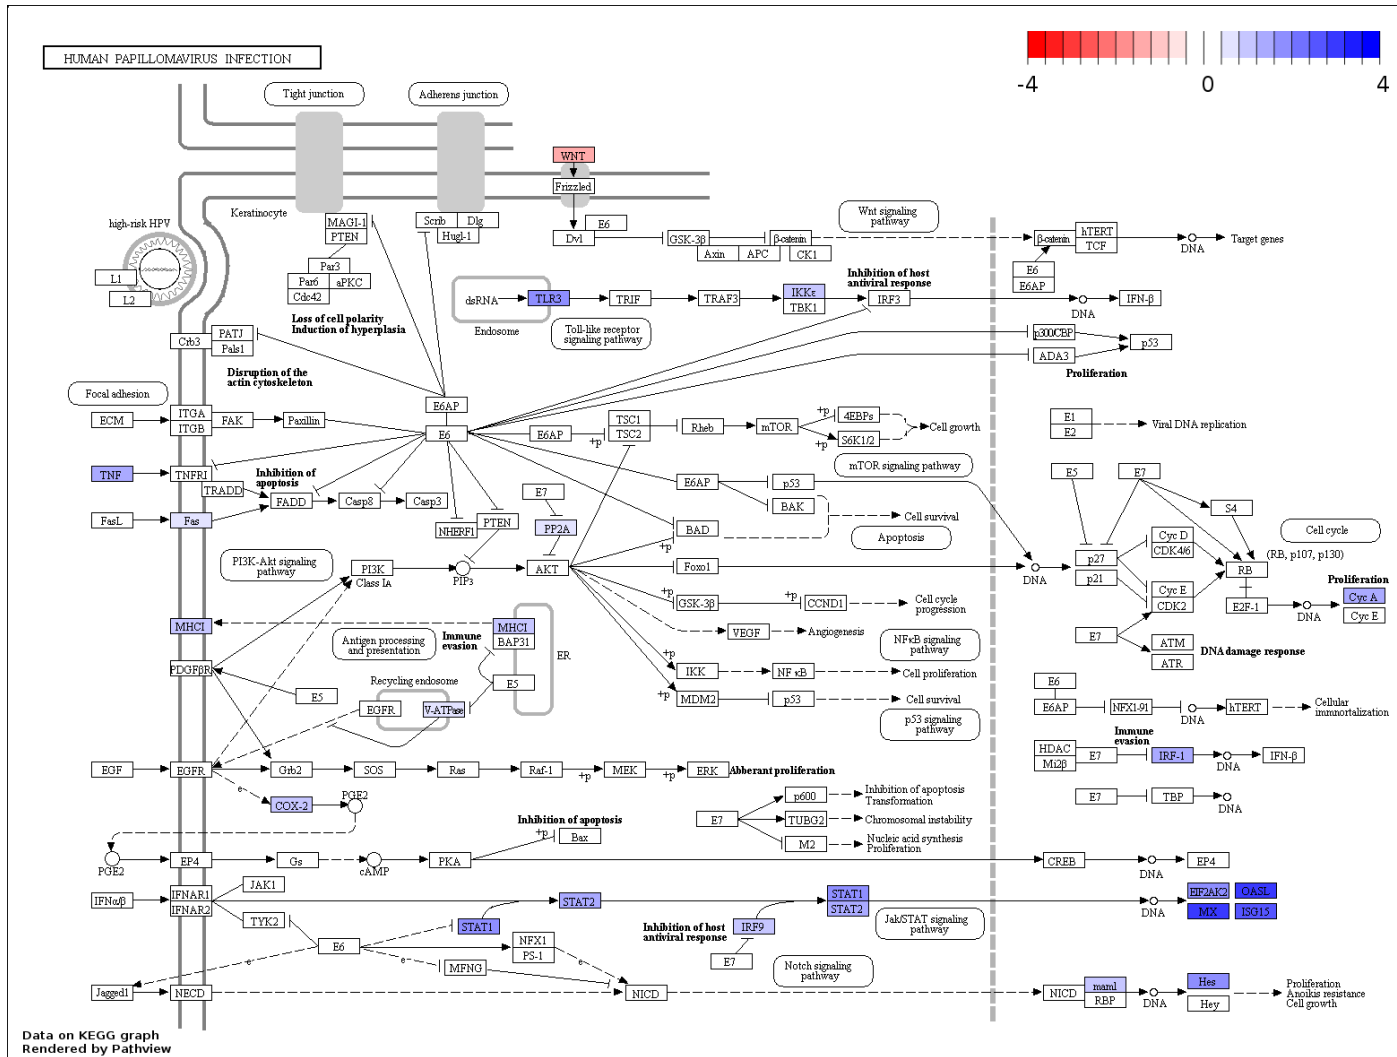 HUMAN PAPILLOMAVIRUS INFECTION
-4 0 4
Tight junction
Adherens junction
WNT
Frizzled
Keratinocyte
high-risk HPV
MAGI-1
PTEN
Scrib Dlg
Hugl-1
E6
Dvl
GSK-3β
Axin APC
β-catenin
CK1
Wnt signaling
pathway
β-catenin
hTERT
TCF
DNA
Target genes
E6
E6AP
L1
L2
Par3
Par6 aPKC
Cdc42
Loss of cell polarity
Induction of hyperplasia
dsRNA
TLR3
TRIF
TRAF3
IKKε
TBK1
Inhibition of host
antiviral response
IRF3
DNA
IFN-β
Endosome
Toll-like receptor
signaling pathway
Crb3
PATJ
Pals1
p300/CBP
ADA3
p53
Proliferation
Disruption of the
actin cytoskeleton
Focal adhesion
ECM
ITGA
ITGB
FAK
Paxillin
E6AP
E6
E6AP
+p
TSC1
TSC2
Rheb
mTOR
+p
4EBPs
+p
S6K1/2
Cell growth
mTOR signaling pathway
E1
E2
Viral DNA replication
TNF
TNFRI
TRADD
Inhibition of
apoptosis
FADD
Casp8
Casp3
FasL
Fas
NHERF1
PTEN
E7
PP2A
E6AP
p53
BAK
BAD
+p
Cell survival
Apoptosis
E5
E7
S4
Cell cycle
(RB, p107, p130)
p27
p21
Cyc D
CDK4/6
Cyc E
CDK2
RB
E2F-1
DNA
Proliferation
Cyc A
Cyc E
E7
ATM
ATR
DNA damage response
PI3K-Akt signaling
pathway
PI3K
Class IA
PIP3
AKT
Foxo1
DNA
+p
GSK-3β
+p
CCND1
Cell cycle
progression
VEGF
Angiogenesis
NFκB signaling
pathway
+p
IKK
NFκB
Cell proliferation
+p
MDM2
p53
Cell survival
p53 signaling
pathway
MHCI
Antigen processing
and presentation
Immune
evasion
MHCI
BAP31
ER
E5
PDGFβR
E5
Recycling endosome
EGFR
V-ATPase
E6
E6AP
NFX1-91
DNA
hTERT
Cellular
immnortalization
Immune
evasion
HDAC
Mi2β
E7
IRF-1
DNA
IFN-β
E7
TBP
DNA
EGF
EGFR
Grb2
SOS
Ras
Raf-1
+p
MEK
+p
ERK
Abberant proliferation
e
COX-2
PGE2
E7
p600
TUBG2
M2
Inhibition of apoptosis
Transformation
Chromosomal instability
Nucleic acid synthesis
Proliferation
Inhibition of apoptosis
+p
Bax
PGE2
EP4
Gs
cAMP
PKA
CREB
DNA
EP4
IFNα/β
IFNAR1
IFNAR2
JAK1
TYK2
STAT1
STAT2
STAT1
STAT2
Inhibition of host
antiviral response
IRF9
E7
Jak/STAT signaling
pathway
DNA
EIF2AK2 OASL
MX ISG15
E6
NFX1
PS-1
MFNG
e
e
e
Notch signaling
pathway
Jagged1
NECD
NICD
NICD
maml
RBP
DNA
Hes
Hey
Proliferation
Anoikis resistance
Cell growth
Data on KEGG graph
Rendered by Pathview